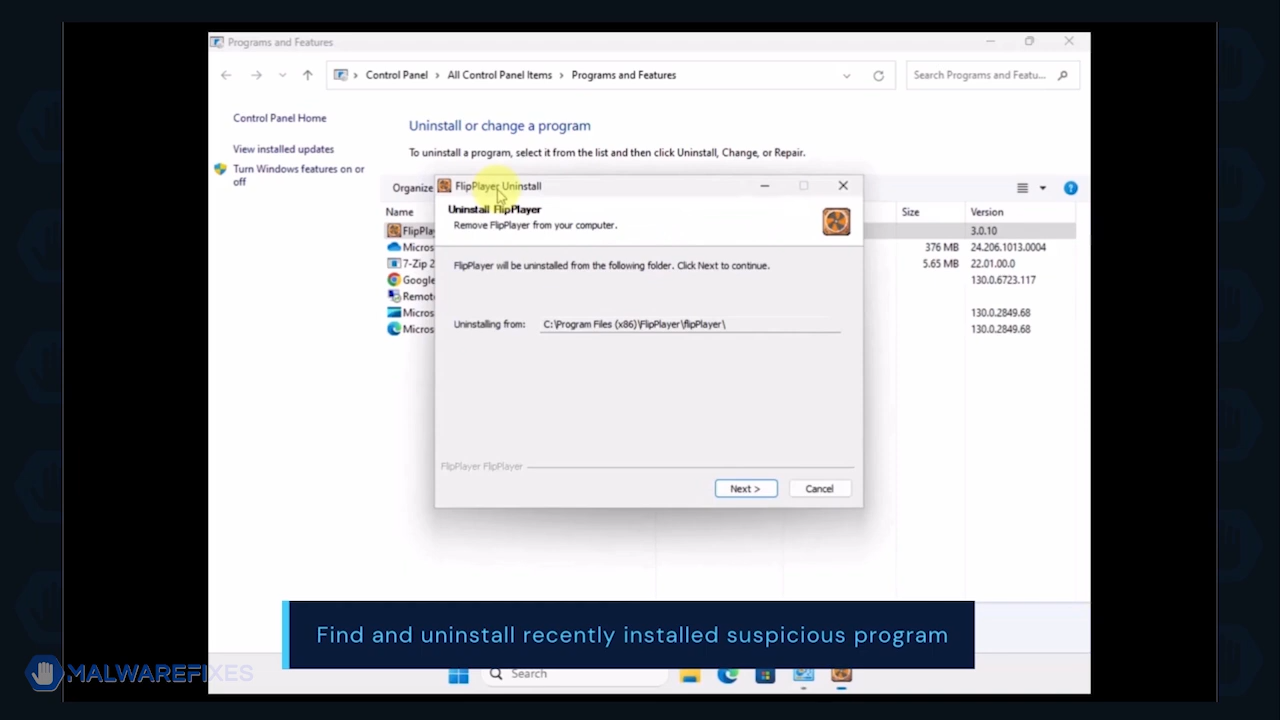 Programs and Features
Control Panel > All Control Panel Items > Programs and Features
Search Programs and Featu...
Control Panel Home
View installed updates
Turn Windows features on or
off
Uninstall or change a program
To uninstall a program, select it from the list and then click Uninstall, Change, or Repair.
Organize
Name
Size
Version
FlipPla
3.0.10
Micros
376 MB
24.206.1013.0004
7-Zip 2
5.65 MB
22.01.00.0
Google
130.0.6723.117
Remote
Micros
130.0.2849.68
Micros
130.0.2849.68
FlipPlayer Uninstall
Uninstall FlipPlayer
Remove FlipPlayer from your computer.
FlipPlayer will be uninstalled from the following folder. Click Next to continue.
Uninstalling from: C:\Program Files (x86)\FlipPlayer\flipPlayer\
FlipPlayer FlipPlayer
Next >
Cancel
Find and uninstall recently installed suspicious program
MALWAREFIXES
Search